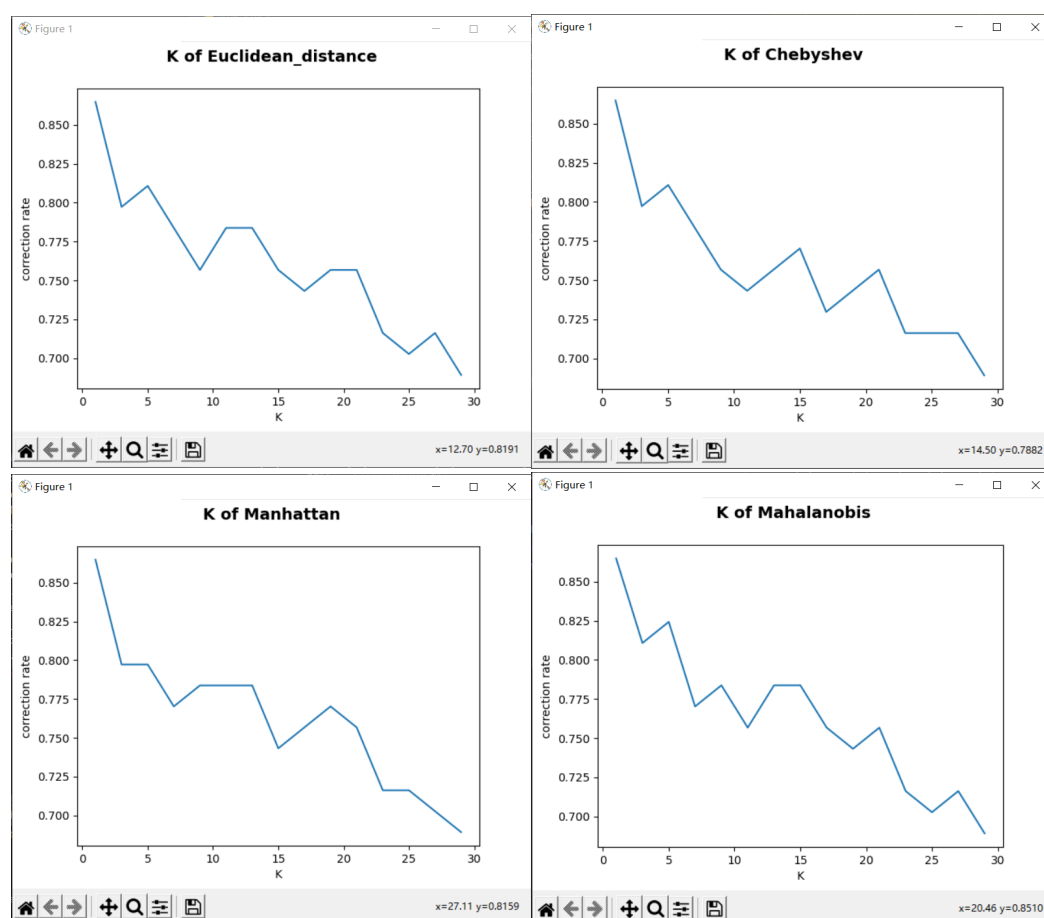 Figure 1
K of Euclidean_distance
correction rate
0.850
0.825
0.800
0.775
0.750
0.725
0.700
0 5 10 15 20 25 30
K
x=12.70 y=0.8191
Figure 1
K of Chebyshev
correction rate
0.850
0.825
0.800
0.775
0.750
0.725
0.700
0 5 10 15 20 25 30
K
x=14.50 y=0.7882
Figure 1
K of Manhattan
correction rate
0.850
0.825
0.800
0.775
0.750
0.725
0.700
0 5 10 15 20 25 30
K
x=27.11 y=0.8159
Figure 1
K of Mahalanobis
correction rate
0.850
0.825
0.800
0.775
0.750
0.725
0.700
0 5 10 15 20 25 30
K
x=20.46 y=0.8510